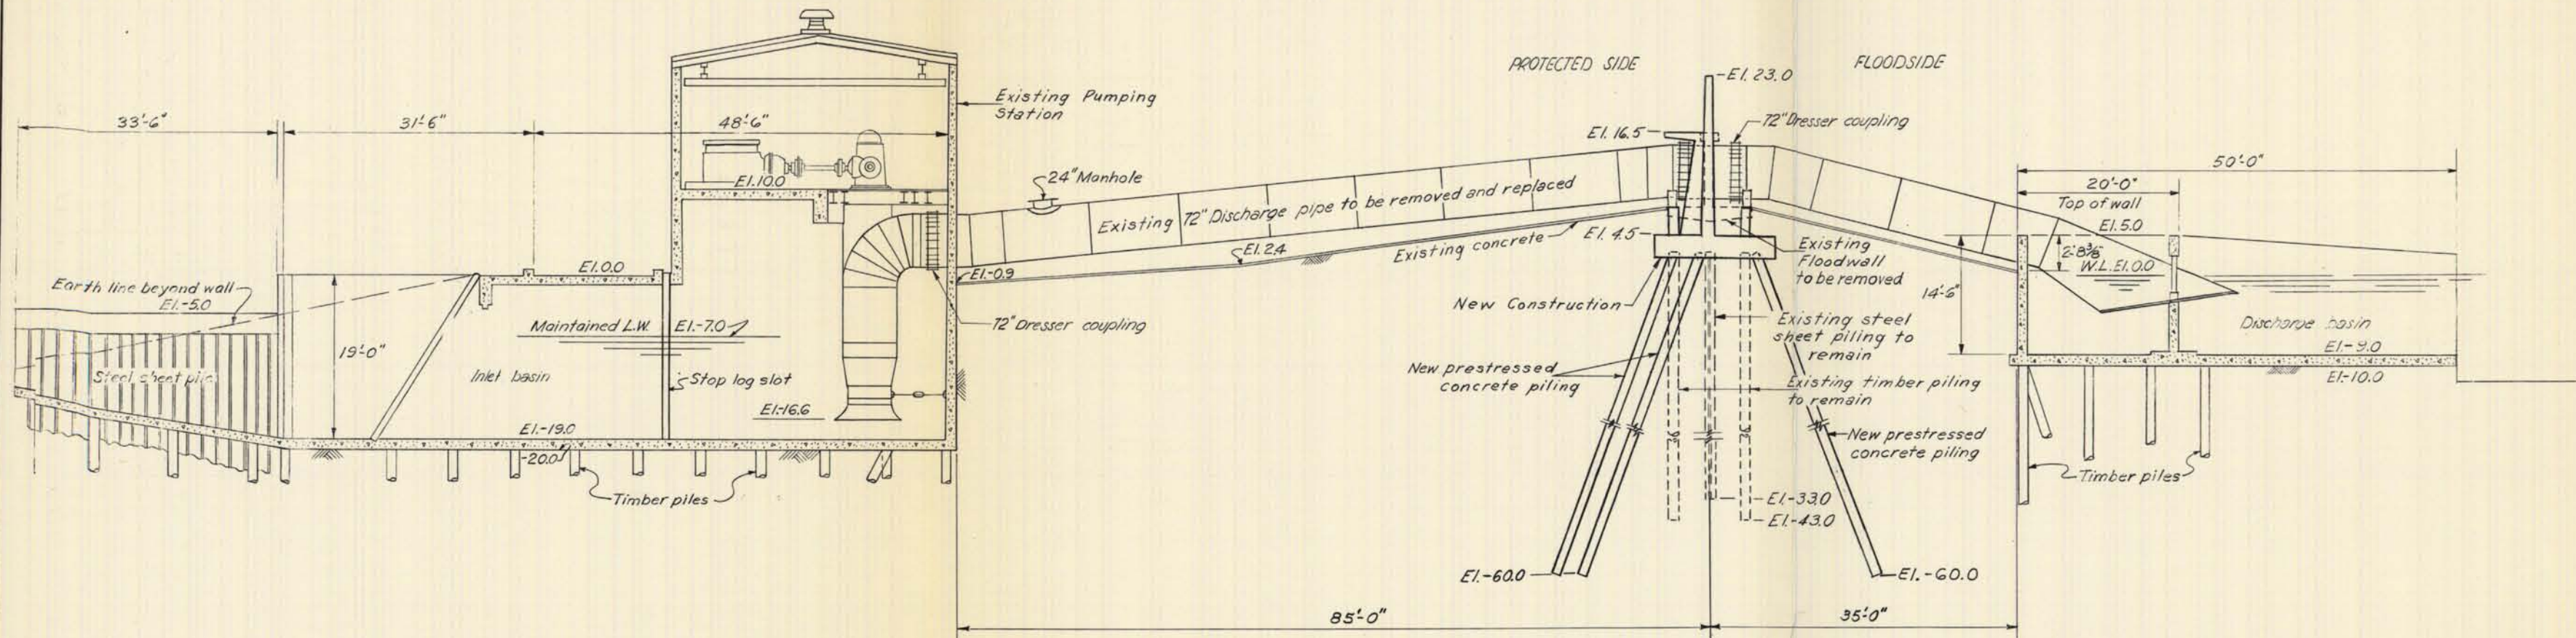 PROTECTED SIDE
FLOODSIDE
El. 23.0
72" Dresser coupling
El. 16.5
Existing Pumping
Station
33'-6"
31'-6"
48'-6"
50'-0"
20'-0"
Top of wall
El. 5.0
2'-8⅜"
W.L. El. 0.0
14'-6"
El. 10.0
24" Manhole
Existing 72" Discharge pipe to be removed and replaced
El. 4.5
Existing concrete
El. 2.4
El. -0.9
Existing
Floodwall
to be removed
El. 0.0
Earth line beyond wall
El. -5.0
New Construction
Maintained L.W. El. -7.0
72" Dresser coupling
Existing steel
sheet piling to
remain
Discharge basin
El. -9.0
El. -10.0
19'-0"
Steel sheet pile
Inlet basin
Stop log slot
New prestressed
concrete piling
Existing timber piling
to remain
El. -16.6
El. -19.0
-20.0
New prestressed
concrete piling
Timber piles
Timber piles
El. -33.0
El. -43.0
El. -60.0
El. -60.0
85'-0"
35'-0"